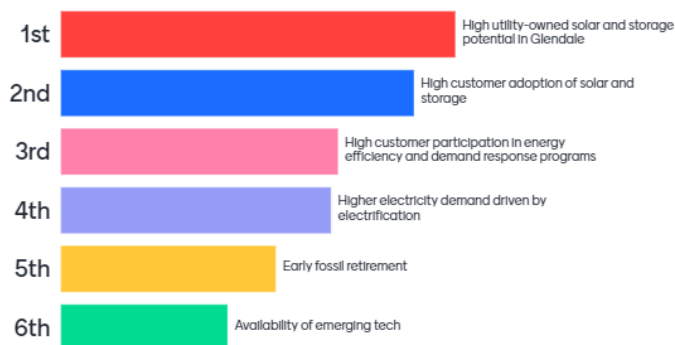 1st
High utility-owned solar and storage
potential in Glendale
2nd
High customer adoption of solar and
storage
3rd
High customer participation in energy
efficiency and demand response programs
4th
Higher electricity demand driven by
electrification
5th
Early fossil retirement
6th
Availability of emerging tech